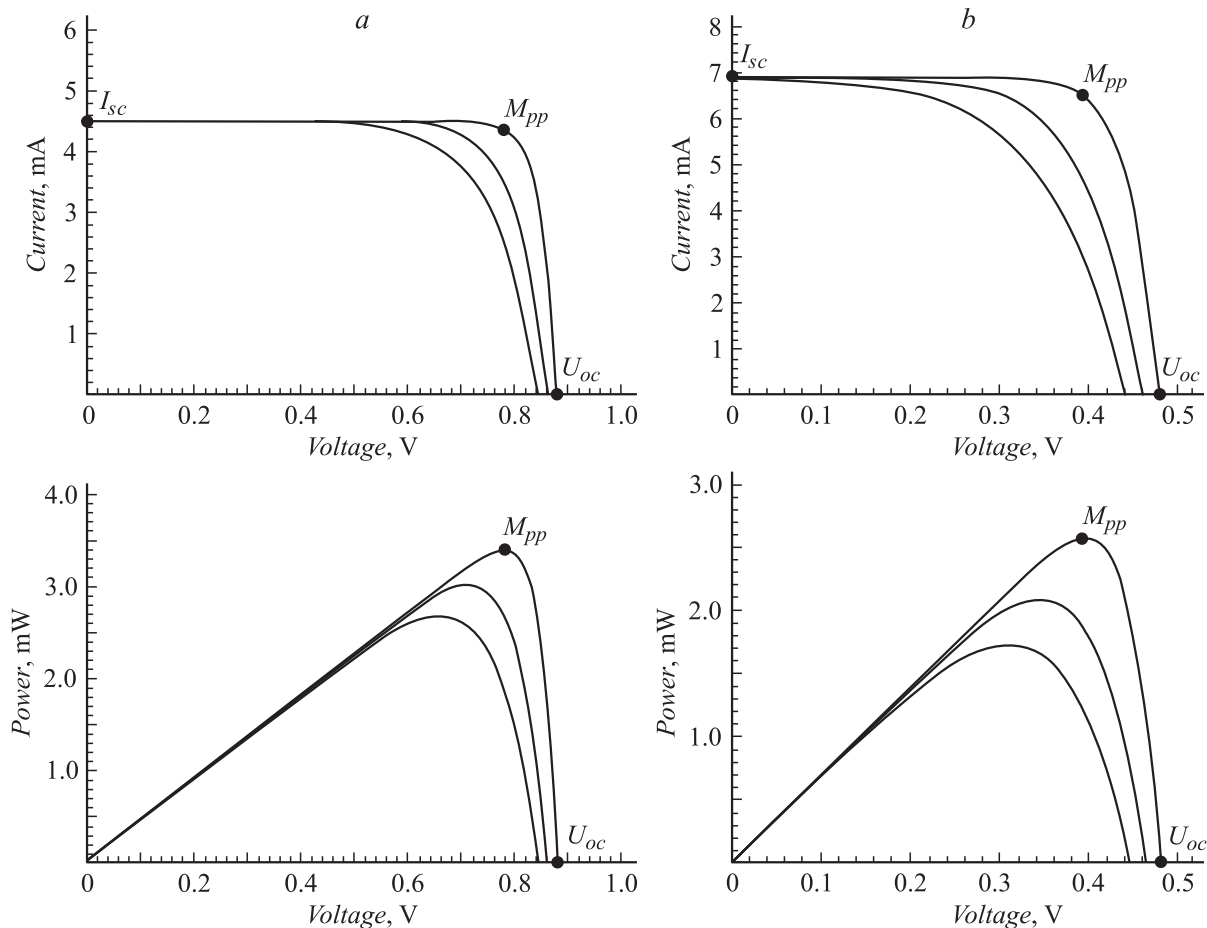 a
6
5
4
3
2
1
Current, mA
I_sc
M_pp
U_oc
0 0.2 0.4 0.6 0.8 1.0
Voltage, V
b
8
7
6
5
4
3
2
1
Current, mA
I_sc
M_pp
U_oc
0 0.1 0.2 0.3 0.4 0.5
Voltage, V
4.0
3.0
2.0
1.0
Power, mW
M_pp
U_oc
0 0.2 0.4 0.6 0.8 1.0
Voltage, V
3.0
2.0
1.0
Power, mW
M_pp
U_oc
0 0.1 0.2 0.3 0.4 0.5
Voltage, V